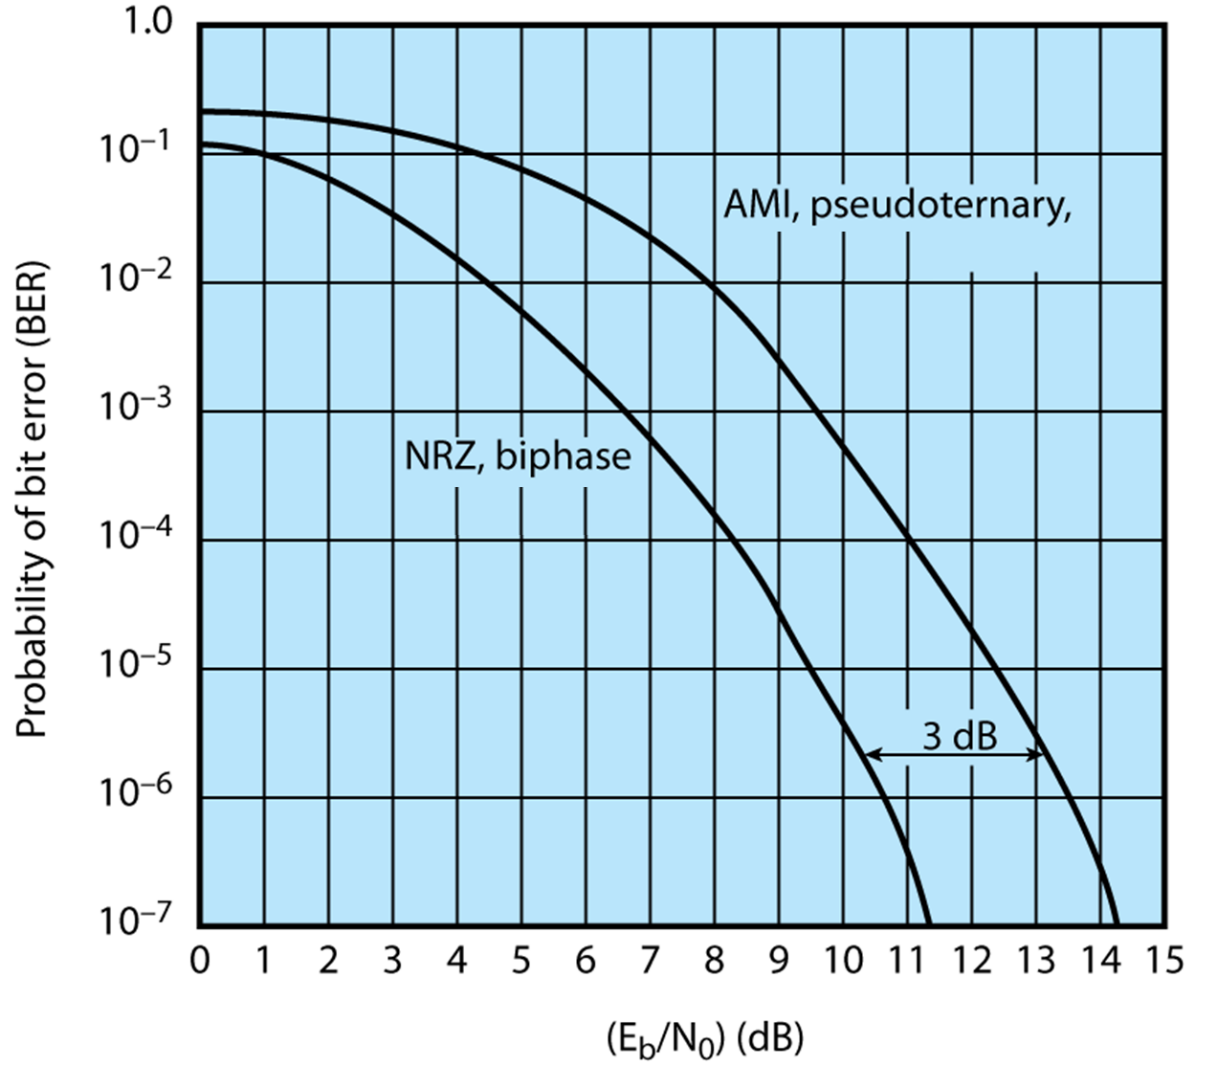 1.0
10⁻¹
10⁻²
10⁻³
10⁻⁴
10⁻⁵
10⁻⁶
10⁻⁷
Probability of bit error (BER)
AMI, pseudoternary,
NRZ, biphase
3 dB
0 1 2 3 4 5 6 7 8 9 10 11 12 13 14 15
(E_b/N_0) (dB)